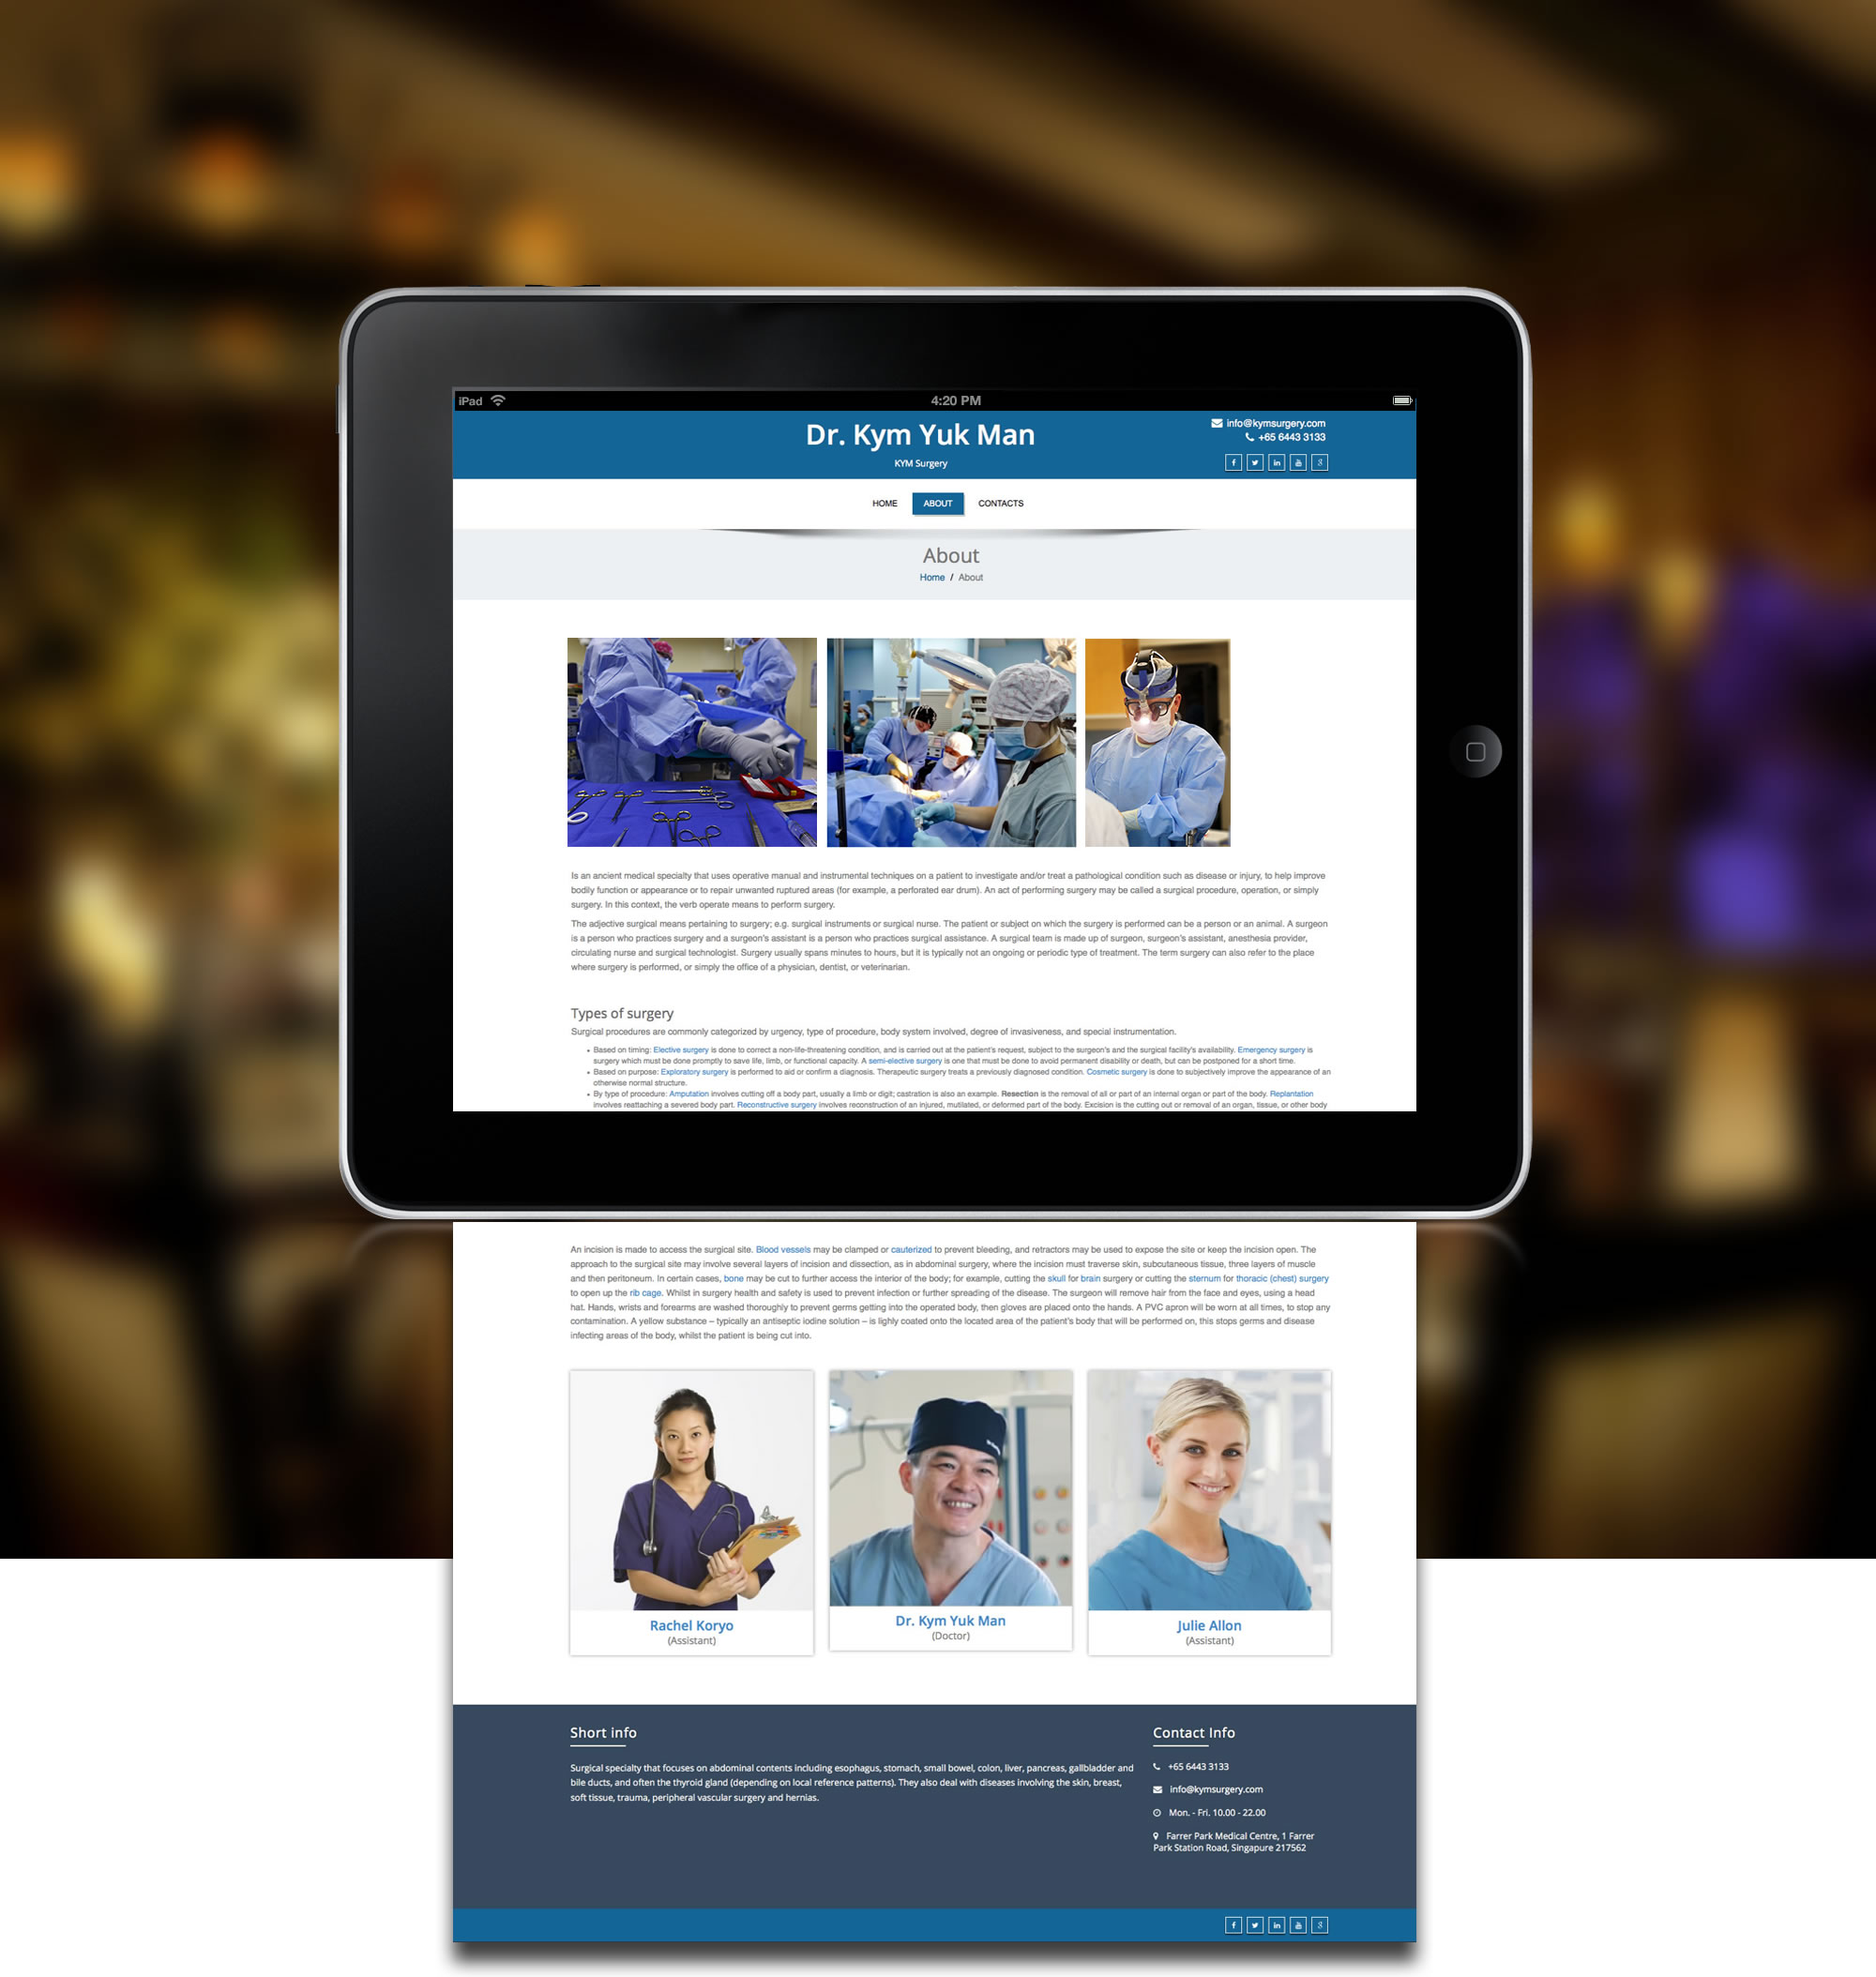 iPad 4:20 PM
Dr. Kym Yuk Man
KYM Surgery
info@kymsurgery.com
+65 6443 3133
HOME ABOUT CONTACTS
About
Home / About
Is an ancient medical specialty that uses operative manual and instrumental techniques on a patient to investigate and/or treat a pathological condition such as disease or injury, to help improve
bodily function or appearance or to repair unwanted ruptured areas (for example, a perforated ear drum). An act of performing surgery may be called a surgical procedure, operation, or simply
surgery. In this context, the verb operate means to perform surgery.
The adjective surgical means pertaining to surgery; e.g. surgical instruments or surgical nurse. The patient or subject on which the surgery is performed can be a person or an animal. A surgeon
is a person who practices surgery and a surgeon's assistant is a person who practices surgical assistance. A surgical team is made up of surgeon, surgeon's assistant, anesthesia provider,
circulating nurse and surgical technologist. Surgery usually spans minutes to hours, but it is typically not an ongoing or periodic type of treatment. The term surgery can also refer to the place
where surgery is performed, or simply the office of a physician, dentist, or veterinarian.
Types of surgery
Surgical procedures are commonly categorized by urgency, type of procedure, body system involved, degree of invasiveness, and special instrumentation.
• Based on timing: Elective surgery is done to correct a non-life-threatening condition, and is carried out at the patient's request, subject to the surgeon's and the surgical facility's availability. Emergency surgery is
surgery which must be done promptly to save life, limb, or functional capacity. A semi-elective surgery is one that must be done to avoid permanent disability or death, but can be postponed for a short time.
• Based on purpose: Exploratory surgery is performed to aid or confirm a diagnosis. Therapeutic surgery treats a previously diagnosed condition. Cosmetic surgery is done to subjectively improve the appearance of an
otherwise normal structure.
• By type of procedure: Amputation involves cutting off a body part, usually a limb or digit; castration is also an example. Resection is the removal of all or part of an internal organ or part of the body. Replantation
involves reattaching a severed body part. Reconstructive surgery involves reconstruction of an injured, mutilated, or deformed part of the body. Excision is the cutting out or removal of an organ, tissue, or other body
An incision is made to access the surgical site. Blood vessels may be clamped or cauterized to prevent bleeding, and retractors may be used to expose the site or keep the incision open. The
approach to the surgical site may involve several layers of incision and dissection, as in abdominal surgery, where the incision must traverse skin, subcutaneous tissue, three layers of muscle
and then peritoneum. In certain cases, bone may be cut to further access the interior of the body; for example, cutting the skull for brain surgery or cutting the sternum for thoracic (chest) surgery
to open up the rib cage. Whilst in surgery health and safety is used to prevent infection or further spreading of the disease. The surgeon will remove hair from the face and eyes, using a head
hat. Hands, wrists and forearms are washed thoroughly to prevent germs getting into the operated body, then gloves are placed onto the hands. A PVC apron will be worn at all times, to stop any
contamination. A yellow substance – typically an antiseptic iodine solution – is lighly coated onto the located area of the patient's body that will be performed on, this stops germs and disease
infecting areas of the body, whilst the patient is being cut into.
Rachel Koryo
(Assistant)
Dr. Kym Yuk Man
(Doctor)
Julie Allon
(Assistant)
Short info
Surgical specialty that focuses on abdominal contents including esophagus, stomach, small bowel, colon, liver, pancreas, gallbladder and
bile ducts, and often the thyroid gland (depending on local reference patterns). They also deal with diseases involving the skin, breast,
soft tissue, trauma, peripheral vascular surgery and hernias.
Contact Info
+65 6443 3133
info@kymsurgery.com
Mon. - Fri. 10.00 - 22.00
Farrer Park Medical Centre, 1 Farrer
Park Station Road, Singapure 217562